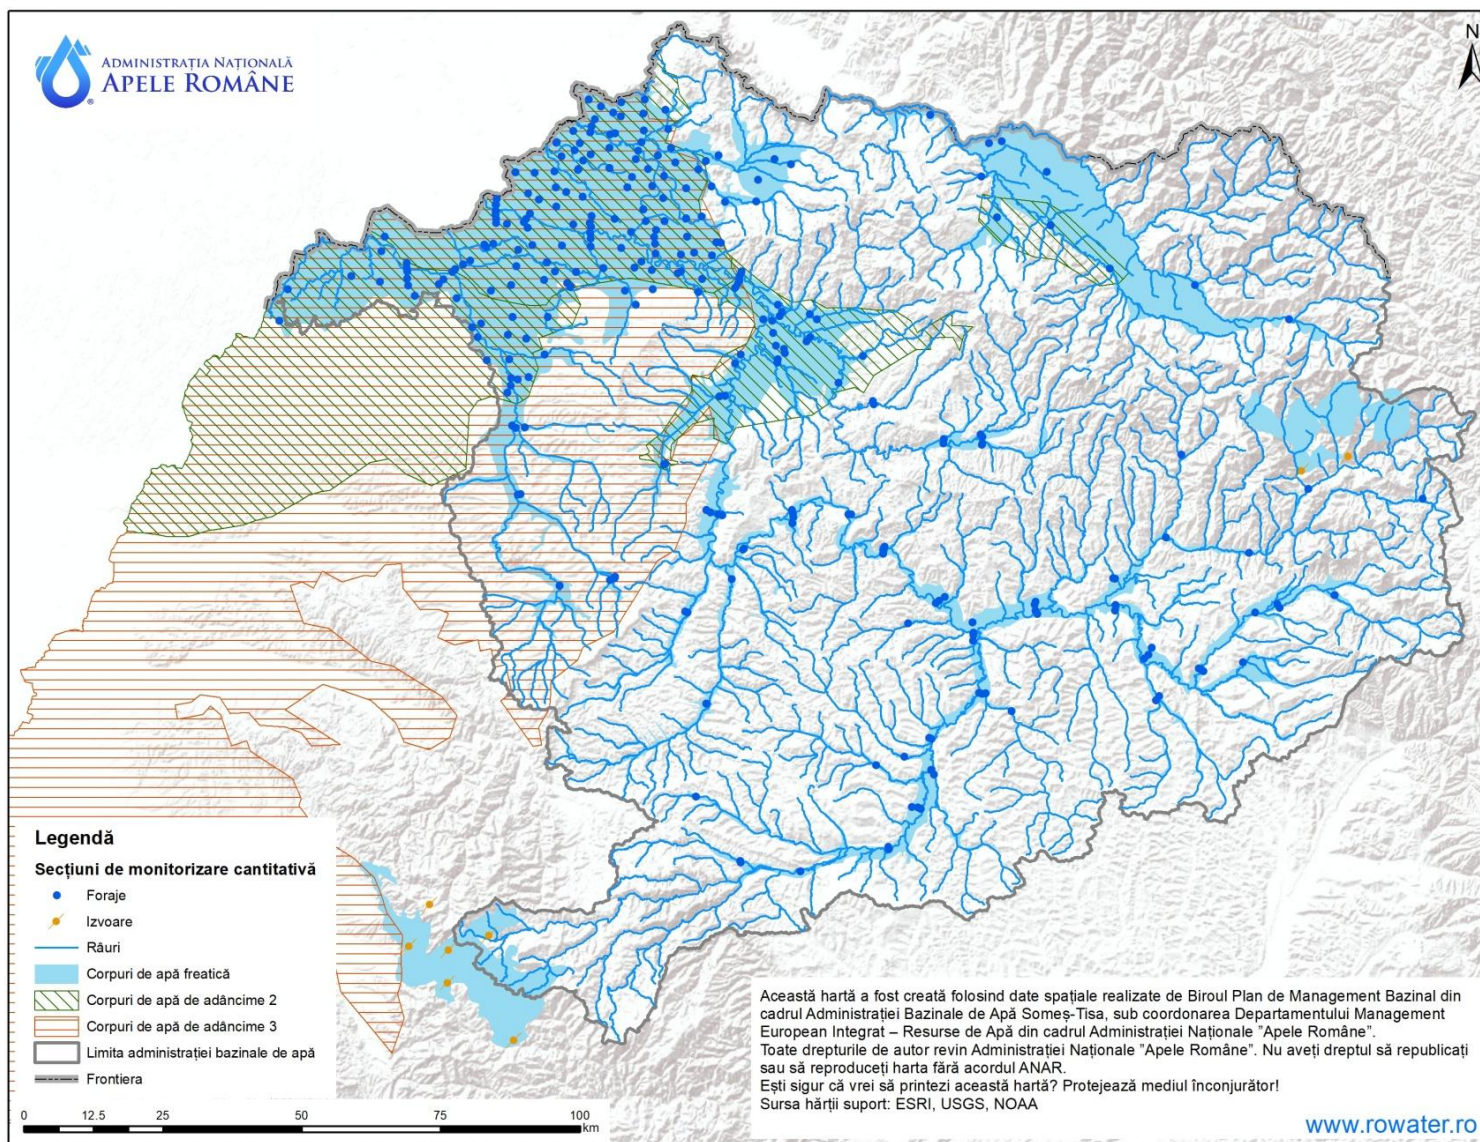 ADMINISTRAȚIA NAȚIONALĂ
APELE ROMÂNE
®
N
Legendă
Secțiuni de monitorizare cantitativă
Foraje
Izvoare
Râuri
Corpuri de apă freatică
Corpuri de apă de adâncime 2
Corpuri de apă de adâncime 3
Limita administrației bazinale de apă
Frontiera
0 12.5 25 50 75 100
km
Această hartă a fost creată folosind date spațiale realizate de Biroul Plan de Management Bazinal din
cadrul Administrației Bazinale de Apă Someș-Tisa, sub coordonarea Departamentului Management
European Integrat – Resurse de Apă din cadrul Administrației Naționale "Apele Române".
Toate drepturile de autor revin Administrației Naționale "Apele Române". Nu aveți dreptul să republicați
sau să reproduceți harta fără acordul ANAR.
Ești sigur că vrei să printezi această hartă? Protejează mediul înconjurător!
Sursa hărții suport: ESRI, USGS, NOAA
www.rowater.ro